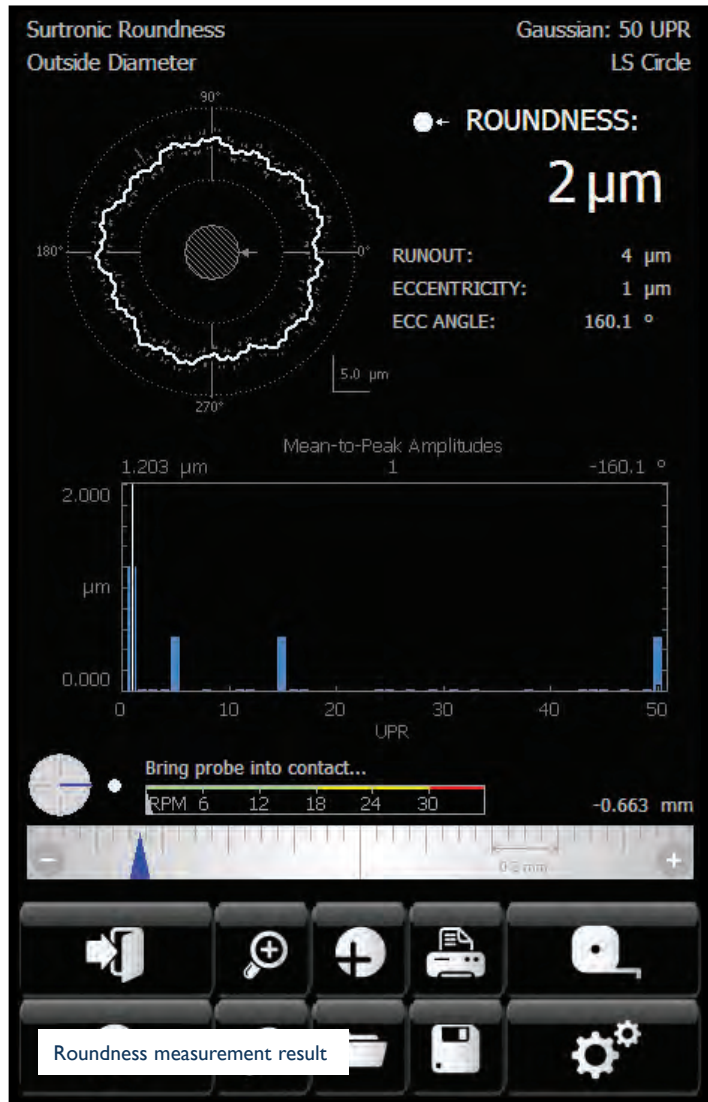 Surtronic Roundness
Gaussian: 50 UPR
Outside Diameter
LS Circle
90°
ROUNDNESS:
2 µm
180°
0°
RUNOUT: 4 µm
ECCENTRICITY: 1 µm
ECC ANGLE: 160.1 °
5.0 µm
270°
Mean-to-Peak Amplitudes
1.203 µm 1 -160.1 °
2.000
µm
0.000
0 10 20 30 40 50
UPR
Bring probe into contact...
RPM 6 12 18 24 30
-0.663 mm
- +
Roundness measurement result